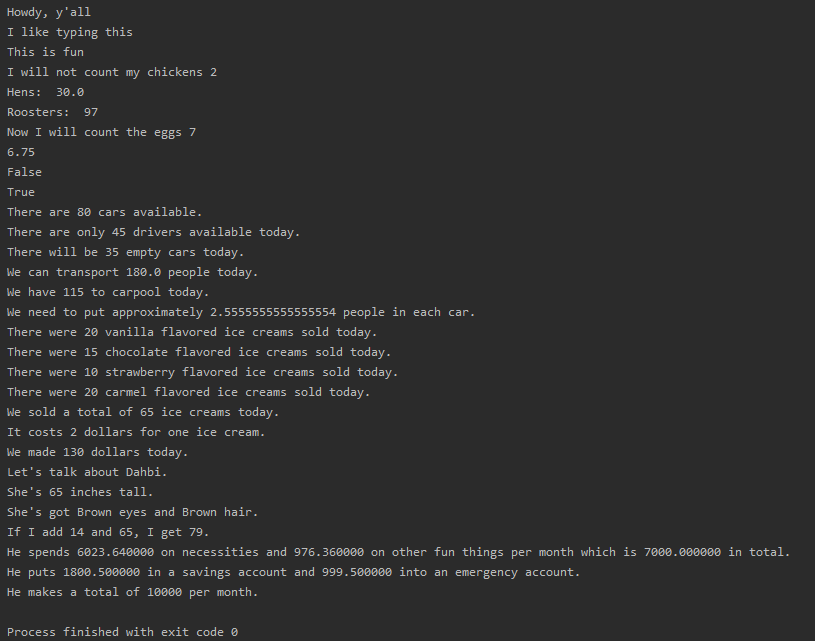 Howdy, y'all
I like typing this
This is fun
I will not count my chickens 2
Hens:  30.0
Roosters:  97
Now I will count the eggs 7
6.75
False
True
There are 80 cars available.
There are only 45 drivers available today.
There will be 35 empty cars today.
We can transport 180.0 people today.
We have 115 to carpool today.
We need to put approximately 2.5555555555555554 people in each car.
There were 20 vanilla flavored ice creams sold today.
There were 15 chocolate flavored ice creams sold today.
There were 10 strawberry flavored ice creams sold today.
There were 20 carmel flavored ice creams sold today.
We sold a total of 65 ice creams today.
It costs 2 dollars for one ice cream.
We made 130 dollars today.
Let's talk about Dahbi.
She's 65 inches tall.
She's got Brown eyes and Brown hair.
If I add 14 and 65, I get 79.
He spends 6023.640000 on necessities and 976.360000 on other fun things per month which is 7000.000000 in total.
He puts 1800.500000 in a savings account and 999.500000 into an emergency account.
He makes a total of 10000 per month.

Process finished with exit code 0